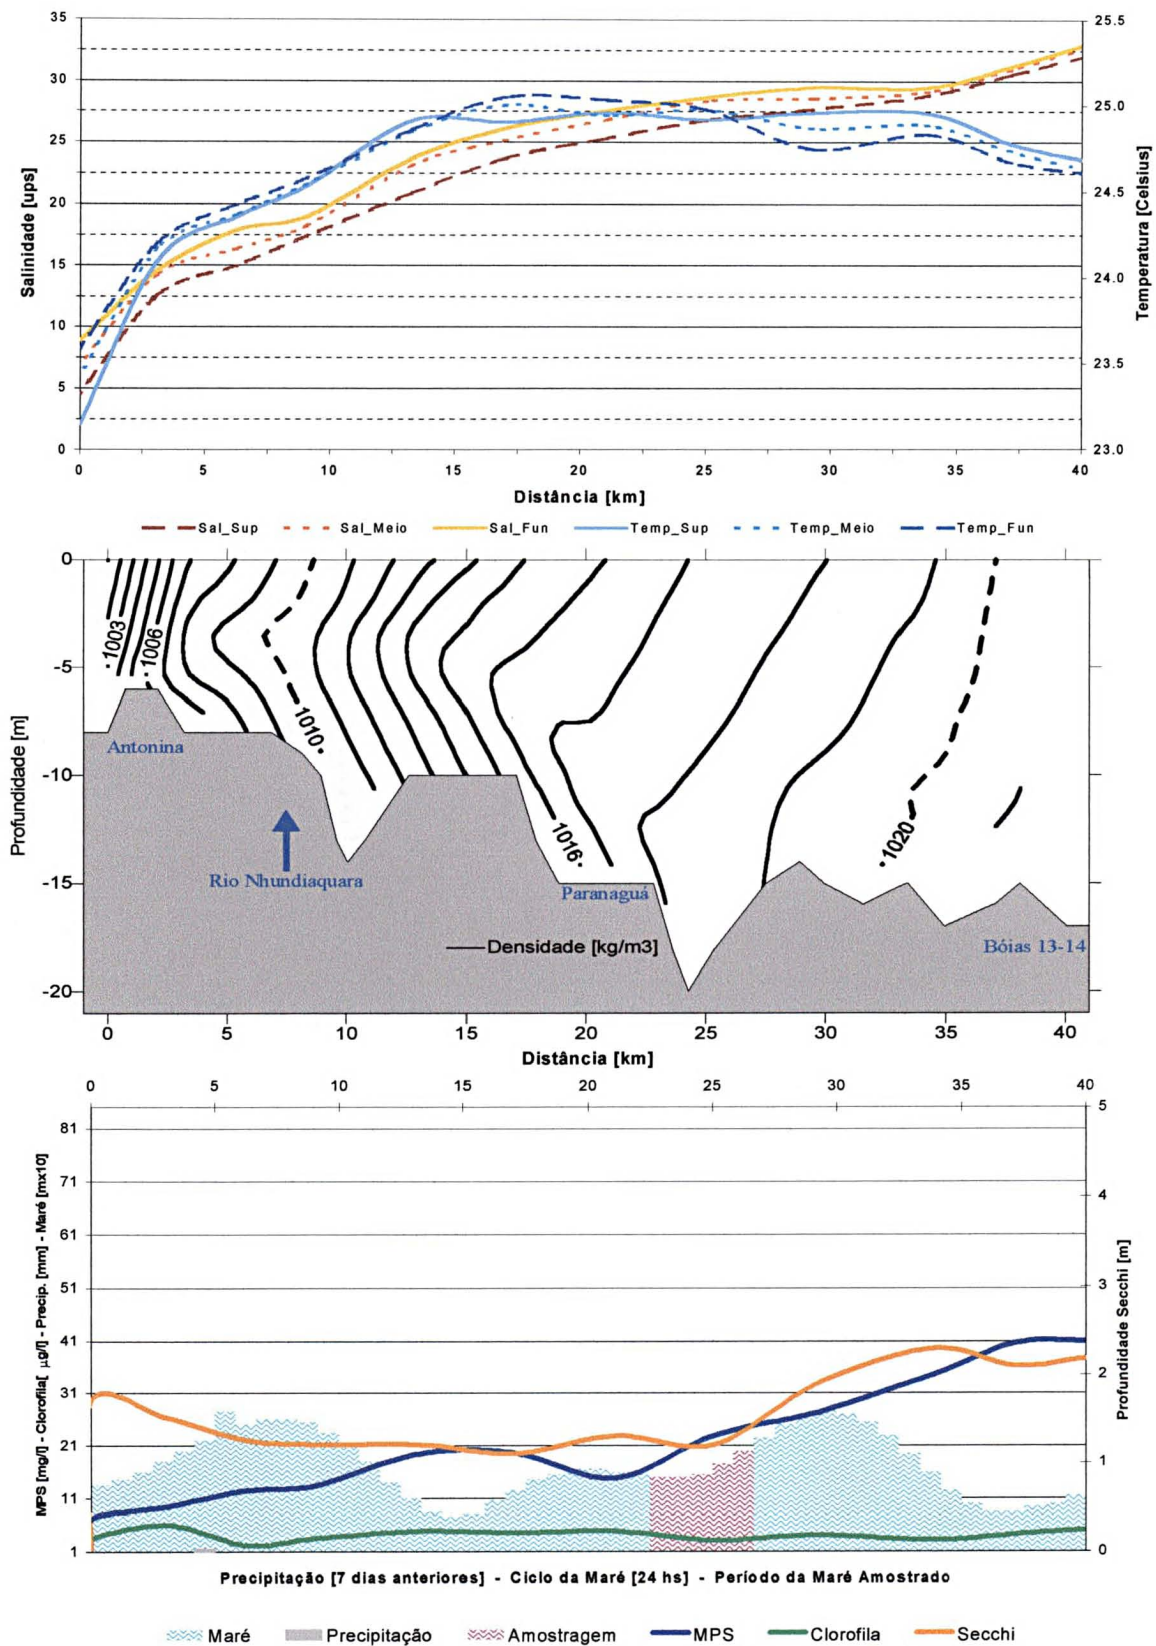 35
30
25
20
15
10
5
0
Salinidade [ups]
25.5
25.0
24.5
24.0
23.5
23.0
Temperatura [Celsius]
0 5 10 15 20 25 30 35 40
Distância [km]
Sal_Sup Sal_Meio Sal_Fun Temp_Sup Temp_Meio Temp_Fun
0
-5
-10
-15
-20
Profundidade [m]
1003
1006
1010
1016
1020
Antonina
Rio Nhundiaquara
Paranaguá
Bóias 13-14
Densidade [kg/m3]
0 5 10 15 20 25 30 35 40
Distância [km]
0 5 10 15 20 25 30 35 40
81
71
61
51
41
31
21
11
1
MPS [mg/l] - Clorofila[ µg/l] - Precip. [mm] - Maré [mx10]
5
4
3
2
1
0
Profundidade Secchi [m]
Precipitação [7 dias anteriores] - Ciclo da Maré [24 hs] - Período da Maré Amostrado
Maré Precipitação Amostragem MPS Clorofila Secchi